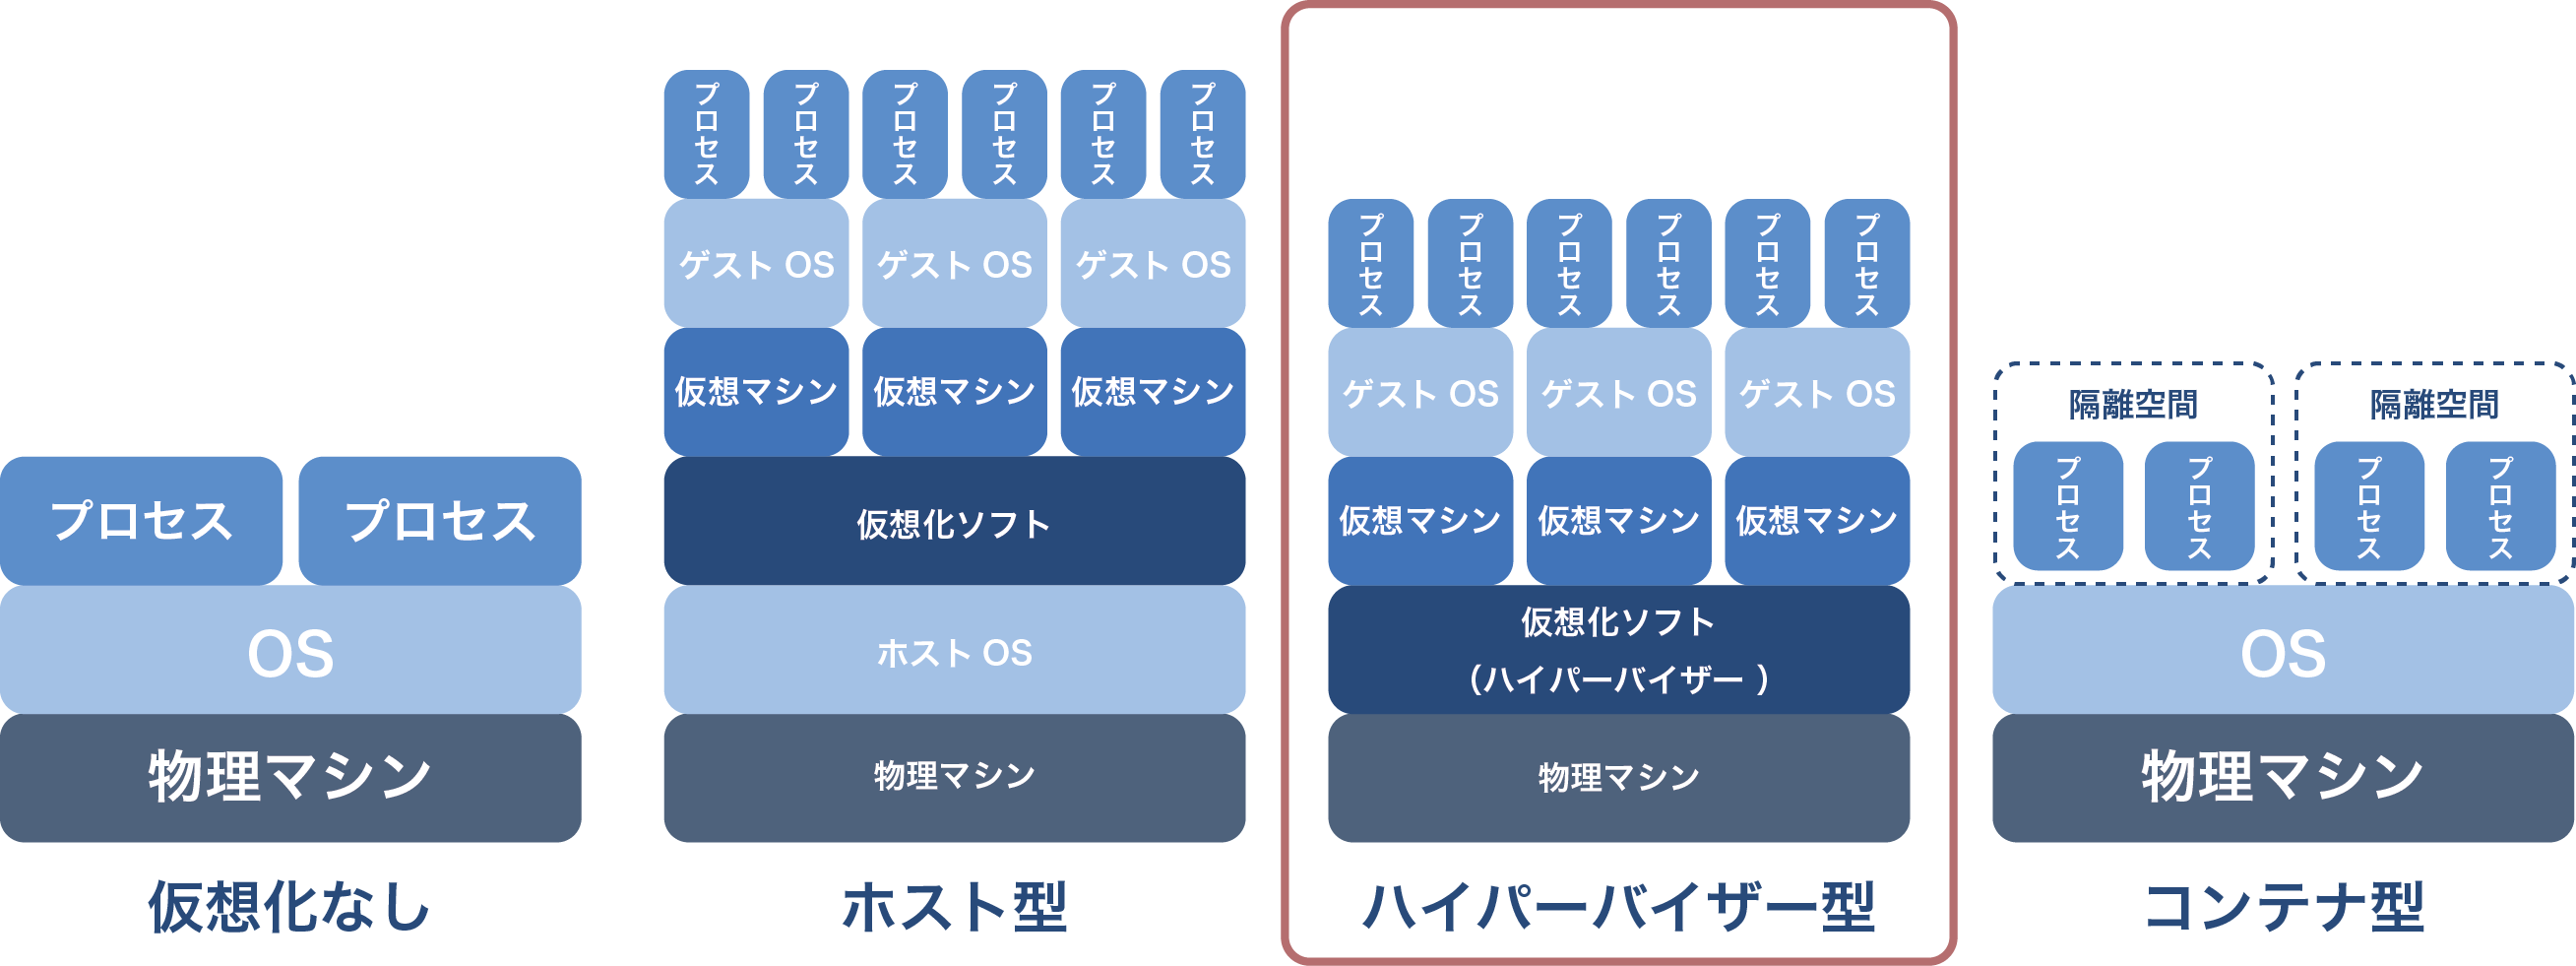 プロセス プロセス
OS
物理マシン
仮想化なし
プロセス プロセス プロセス プロセス プロセス プロセス
ゲスト OS ゲスト OS ゲスト OS
仮想マシン 仮想マシン 仮想マシン
仮想化ソフト
ホスト OS
物理マシン
ホスト型
プロセス プロセス プロセス プロセス プロセス プロセス
ゲスト OS ゲスト OS ゲスト OS
仮想マシン 仮想マシン 仮想マシン
仮想化ソフト
(ハイパーバイザー )
物理マシン
ハイパーバイザー型
隔離空間 隔離空間
プロセス プロセス プロセス プロセス
OS
物理マシン
コンテナ型